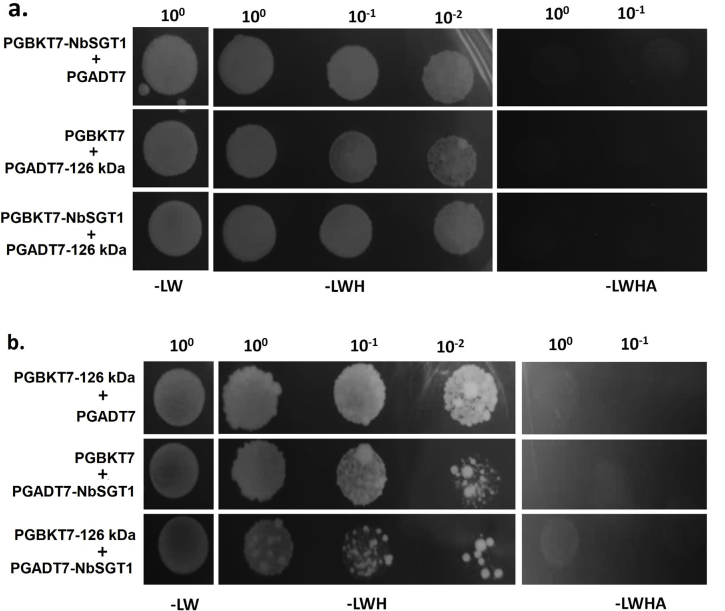 a.
10⁰ 10⁰ 10⁻¹ 10⁻² 10⁰ 10⁻¹
PGBKT7-NbSGT1
+
PGADT7
PGBKT7
+
PGADT7-126 kDa
PGBKT7-NbSGT1
+
PGADT7-126 kDa
-LW -LWH -LWHA
b.
10⁰ 10⁰ 10⁻¹ 10⁻² 10⁰ 10⁻¹
PGBKT7-126 kDa
+
PGADT7
PGBKT7
+
PGADT7-NbSGT1
PGBKT7-126 kDa
+
PGADT7-NbSGT1
-LW -LWH -LWHA